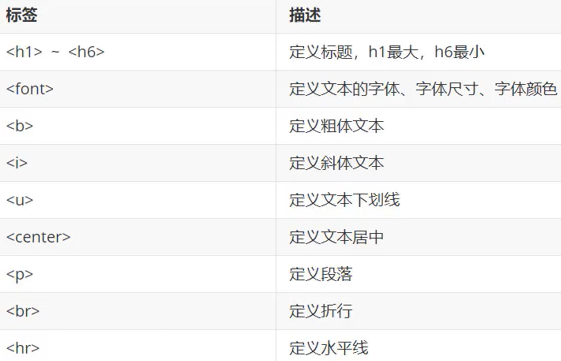 标签 描述
<h1> ~ <h6> 定义标题，h1最大，h6最小
<font> 定义文本的字体、字体尺寸、字体颜色
<b> 定义粗体文本
<i> 定义斜体文本
<u> 定义文本下划线
<center> 定义文本居中
<p> 定义段落
<br> 定义折行
<hr> 定义水平线